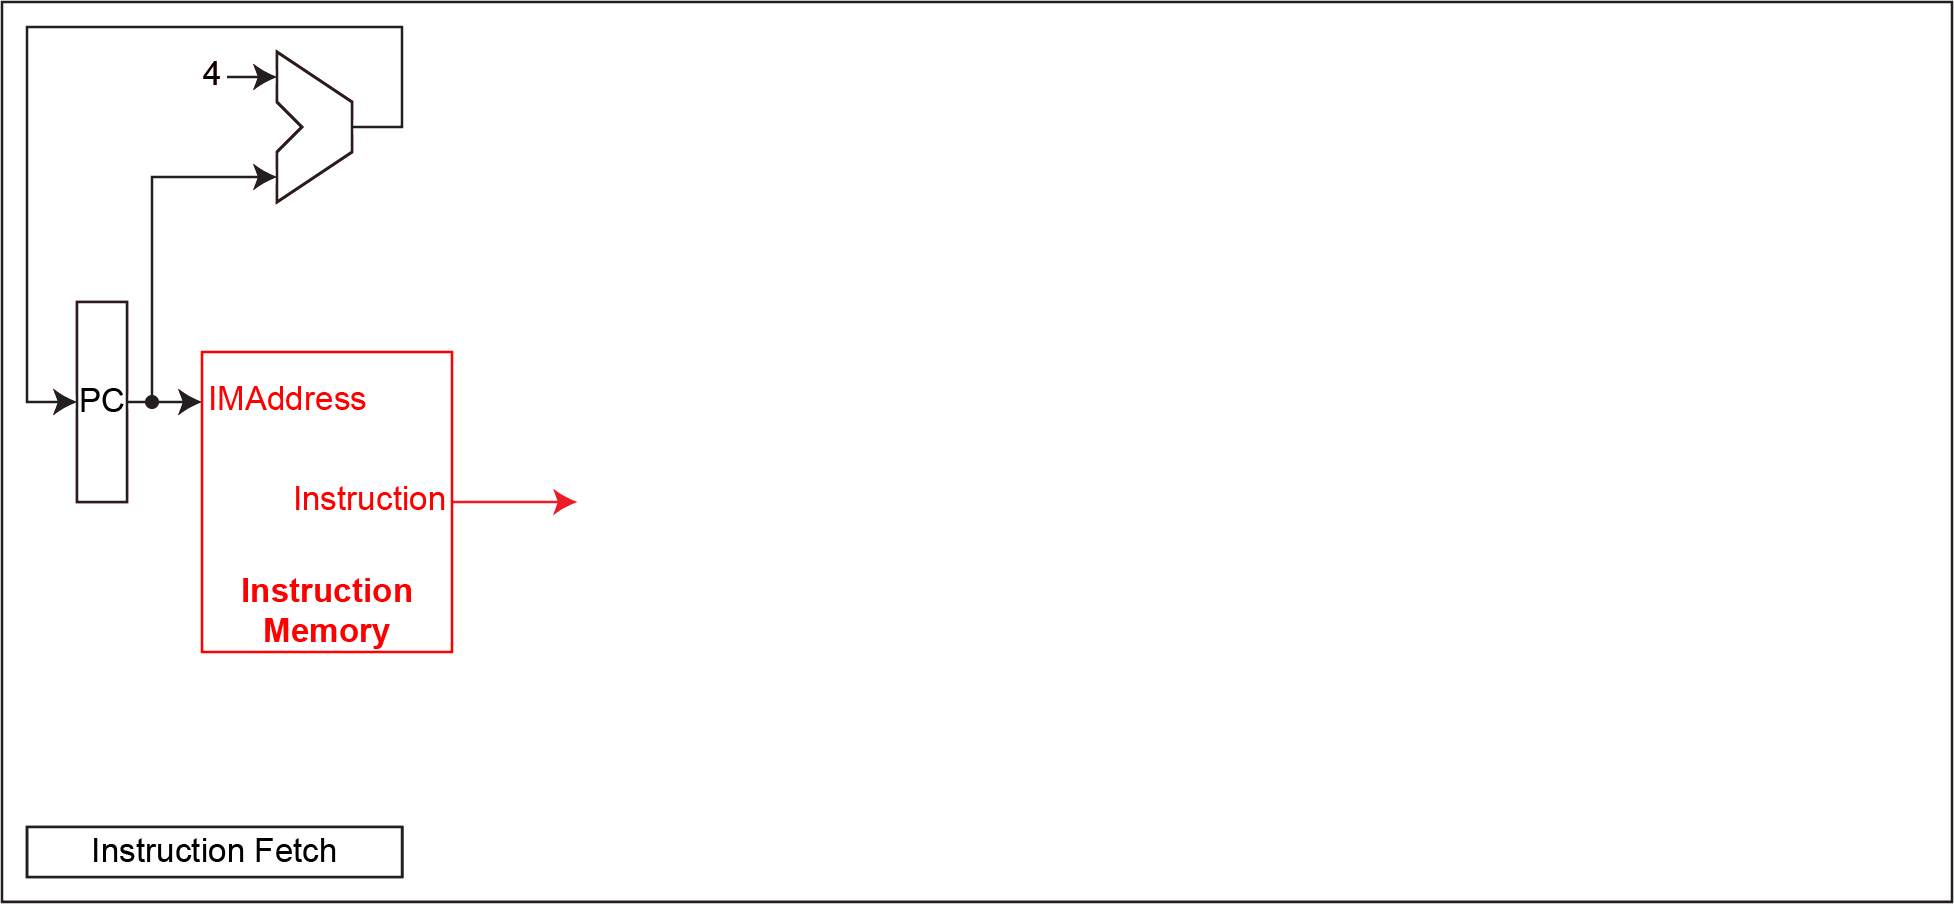 4
PC
IMAddress
Instruction
Instruction
Memory
Instruction Fetch